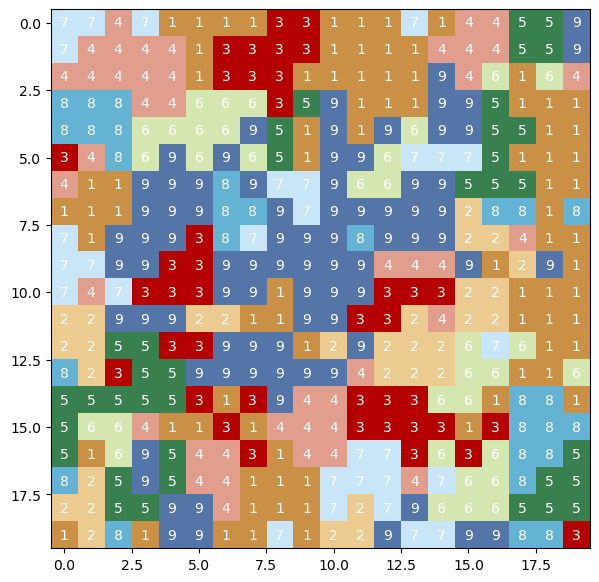 0.0 7 7 4 7 1 1 1 1 3 3 1 1 1 7 1 4 4 5 5 9
7 4 4 4 4 1 3 3 3 3 1 1 1 1 4 4 4 5 5 9
4 4 4 4 4 1 3 3 3 1 1 1 1 1 9 4 6 1 6 4
2.5
8 8 8 4 4 6 6 6 3 5 9 1 1 1 9 9 5 1 1 1
8 8 8 6 6 6 6 9 5 1 9 1 9 6 9 9 5 5 1 1
5.0 3 4 8 6 9 6 9 6 5 1 9 9 6 7 7 7 5 1 1 1
4 1 1 9 9 9 8 9 7 7 9 6 6 9 9 5 5 5 1 1
1 1 1 9 9 9 8 8 9 7 9 9 9 9 9 2 8 8 1 8
7.5
7 1 9 9 9 3 8 7 9 9 9 8 9 9 9 2 2 4 1 1
7 7 9 9 3 3 9 9 9 9 9 9 4 4 4 9 1 2 9 1
10.0 7 4 7 3 3 3 9 9 1 9 9 9 3 3 3 2 2 1 1 1
2 2 9 9 9 2 2 1 1 9 9 3 3 2 4 2 2 1 1 1
2 2 5 5 3 3 9 9 9 1 2 9 2 2 2 6 7 6 1 1
12.5
8 2 3 5 5 9 9 9 9 9 9 4 2 2 2 6 6 1 1 6
5 5 5 5 5 3 1 3 9 4 4 3 3 3 6 6 1 8 8 1
15.0 5 6 6 4 1 1 3 1 4 4 4 3 3 3 3 1 3 8 8 8
5 1 6 9 5 4 4 3 1 4 4 7 7 3 6 3 6 8 8 5
8 2 5 9 5 4 4 1 1 1 7 7 7 4 7 6 6 8 5 5
17.5
2 2 5 5 9 9 4 1 1 1 7 2 7 9 6 6 6 5 5 5
1 2 8 1 9 9 1 1 7 1 2 2 9 7 7 9 9 8 8 3
0.0 2.5 5.0 7.5 10.0 12.5 15.0 17.5